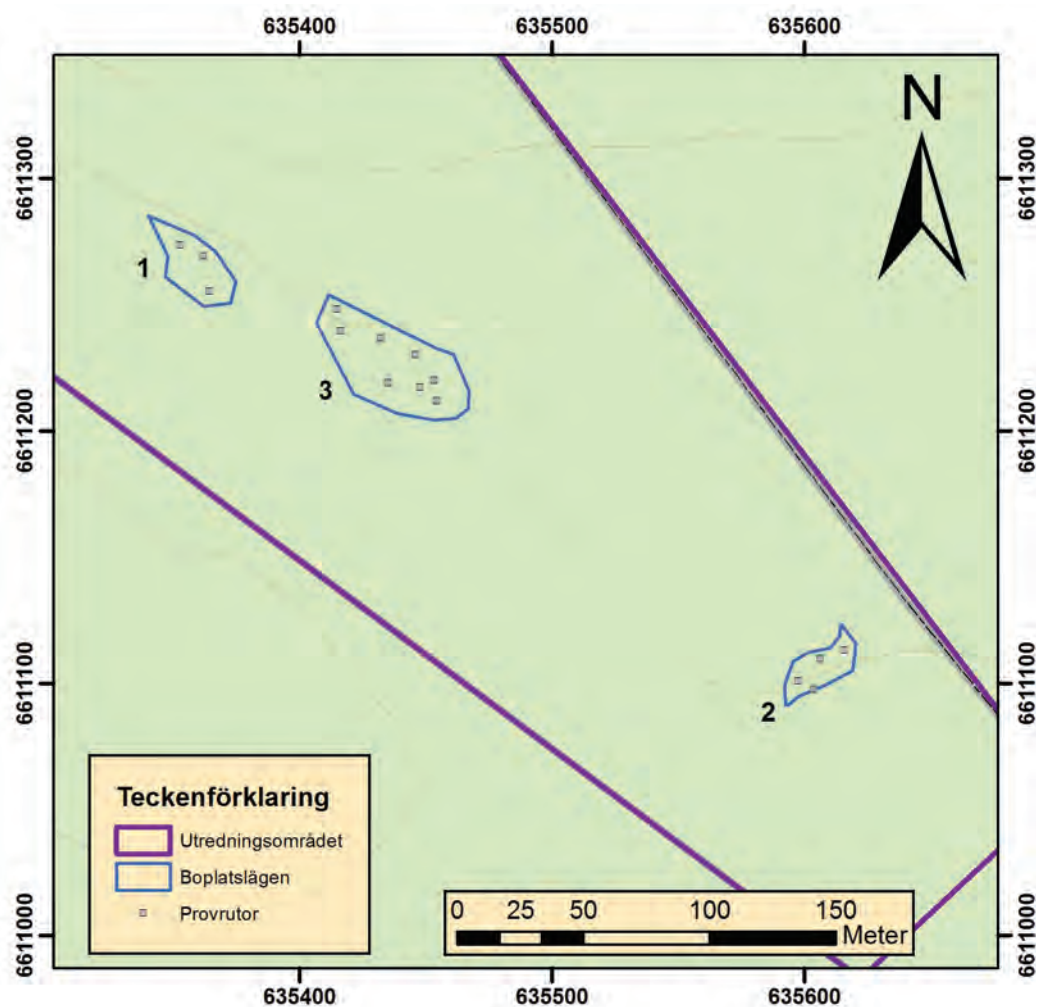 635400 635500 635600
N
6611300 6611300
1
3
6611200 6611200
6611100 6611100
2
Teckenförklaring
Utredningsområdet
Boplatslägen
Provrutor
0 25 50 100 150
Meter
6611000 6611000
635400 635500 635600